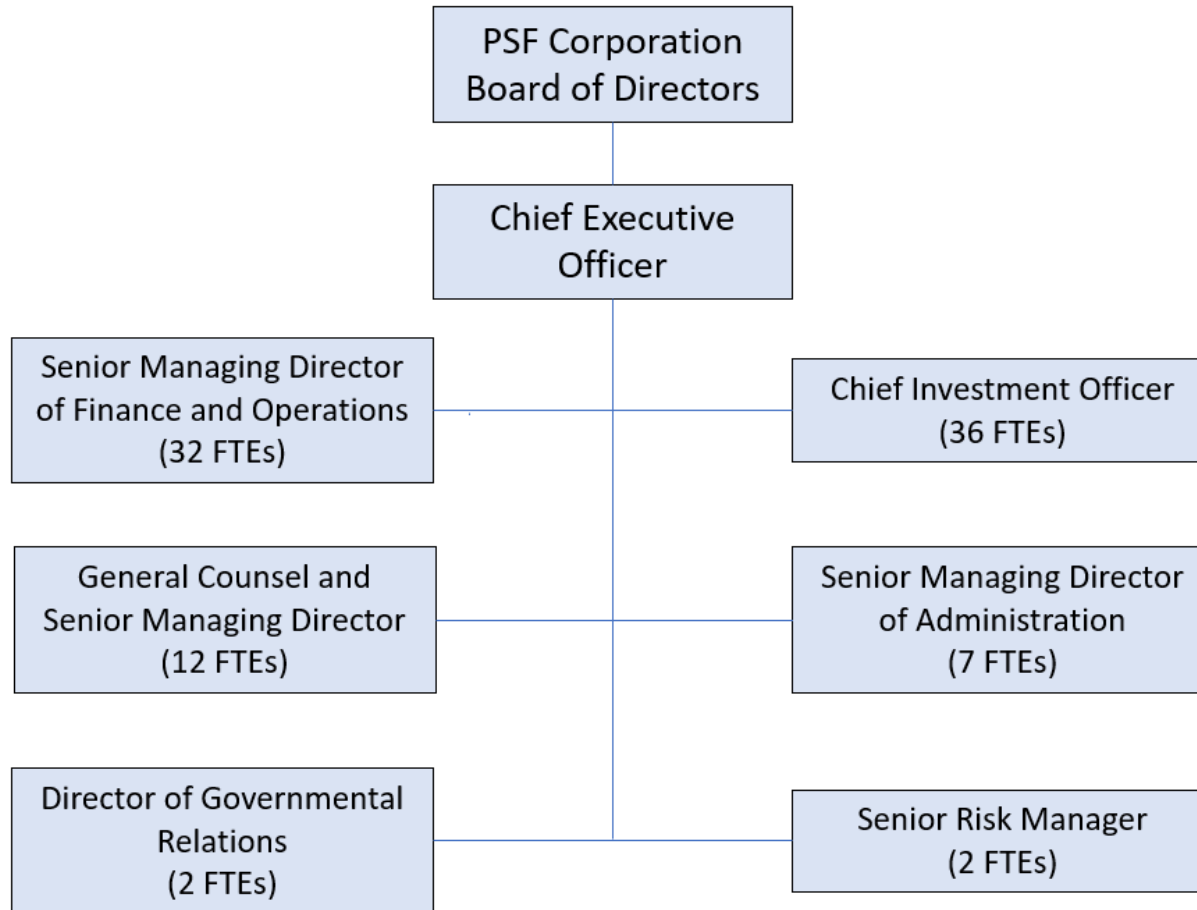 PSF Corporation
Board of Directors
Chief Executive
Officer
Senior Managing Director
of Finance and Operations
(32 FTEs)
Chief Investment Officer
(36 FTEs)
General Counsel and
Senior Managing Director
(12 FTEs)
Senior Managing Director
of Administration
(7 FTEs)
Director of Governmental
Relations
(2 FTEs)
Senior Risk Manager
(2 FTEs)